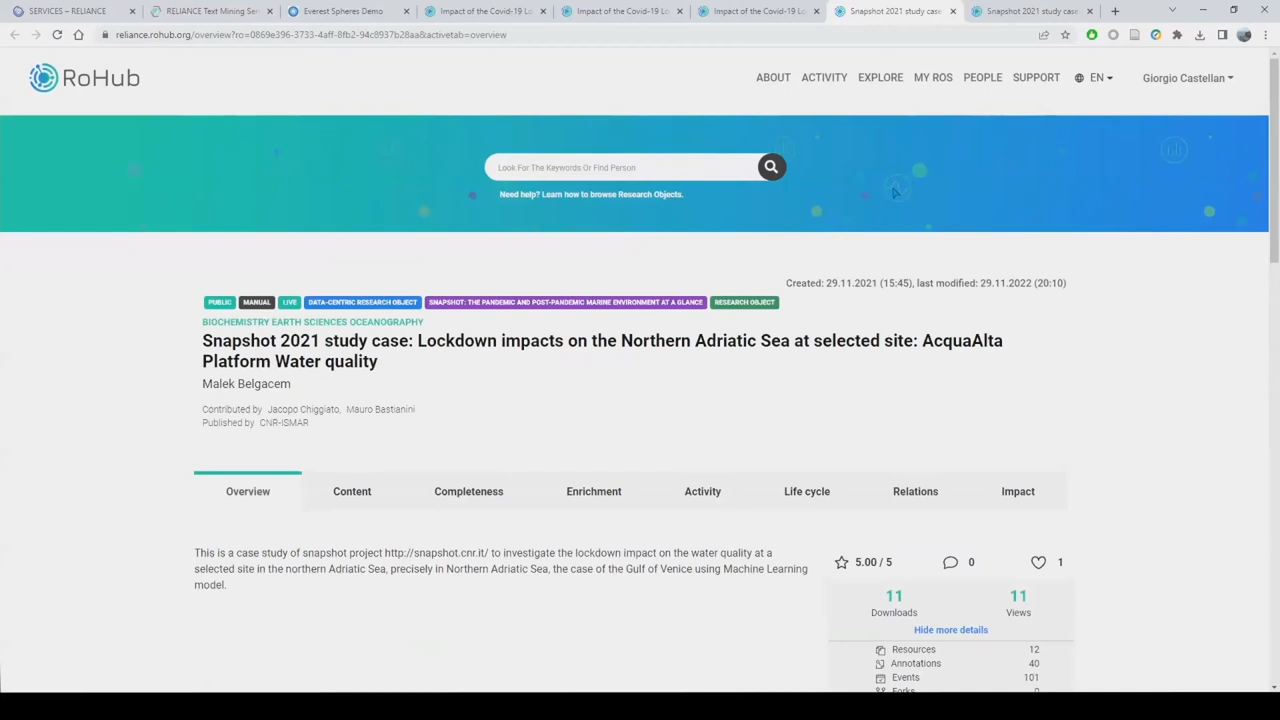 SERVICES – RELIANCE
RELIANCE Text Mining Ser
Everest Spheres Demo
Impact of the Covid-19 Lo
Impact of the Covid-19 Lo
Impact of the Covid-19 Lo
Snapshot 2021 study case
Snapshot 2021 study case
reliance.rohub.org/overview?ro=0869e396-3733-4aff-8fb2-94c8937b28aa&activetab=overview
RoHub
ABOUT ACTIVITY EXPLORE MY ROS PEOPLE SUPPORT EN Giorgio Castellan
Look For The Keywords Or Find Person
Need help? Learn how to browse Research Objects.
Created: 29.11.2021 (15:45), last modified: 29.11.2022 (20:10)
PUBLIC MANUAL LIVE DATA-CENTRIC RESEARCH OBJECT SNAPSHOT: THE PANDEMIC AND POST-PANDEMIC MARINE ENVIRONMENT AT A GLANCE RESEARCH OBJECT
BIOCHEMISTRY EARTH SCIENCES OCEANOGRAPHY
Snapshot 2021 study case: Lockdown impacts on the Northern Adriatic Sea at selected site: AcquaAlta
Platform Water quality
Malek Belgacem
Contributed by Jacopo Chiggiato, Mauro Bastianini
Published by CNR-ISMAR
Overview Content Completeness Enrichment Activity Life cycle Relations Impact
This is a case study of snapshot project http://snapshot.cnr.it/ to investigate the lockdown impact on the water quality at a
selected site in the northern Adriatic Sea, precisely in Northern Adriatic Sea, the case of the Gulf of Venice using Machine Learning
model.
5.00 / 5 0 1
11 11
Downloads Views
Hide more details
Resources 12
Annotations 40
Events 101
Forks 0